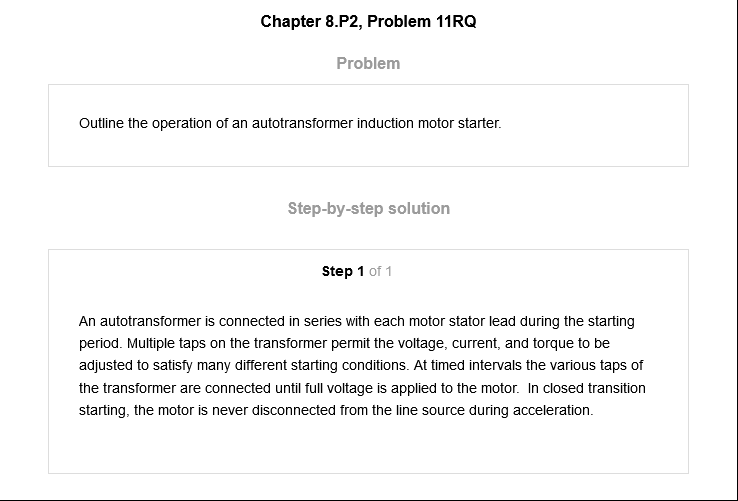 Chapter 8.P2, Problem 11RQ
Problem
Outline the operation of an autotransformer induction motor starter.
Step-by-step solution
Step 1 of 1
An autotransformer is connected in series with each motor stator lead during the starting
period. Multiple taps on the transformer permit the voltage, current, and torque to be
adjusted to satisfy many different starting conditions. At timed intervals the various taps of
the transformer are connected until full voltage is applied to the motor.  In closed transition
starting, the motor is never disconnected from the line source during acceleration.